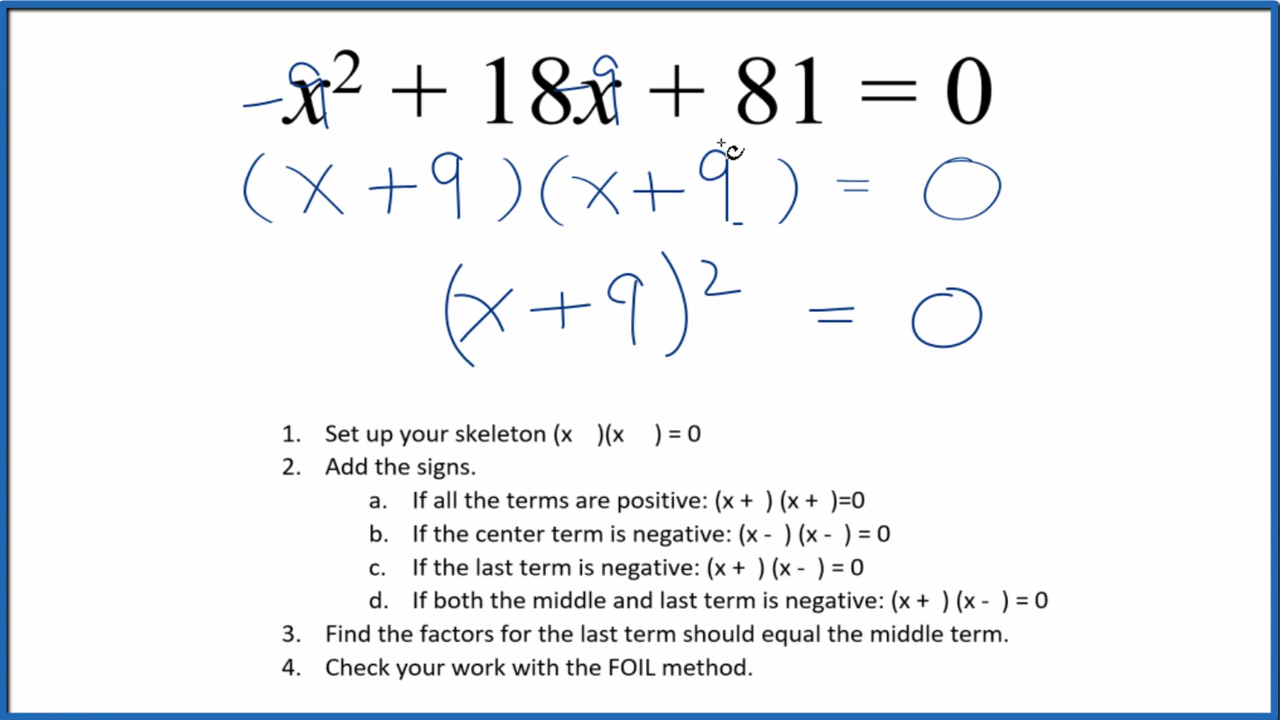 x² + 18x + 81 = 0
-9 -9
(x + 9)(x + 9) = 0
(x + 9)² = 0
1. Set up your skeleton (x   )(x   ) = 0
2. Add the signs.
a. If all the terms are positive: (x +  ) (x +  )=0
b. If the center term is negative: (x -  ) (x -  ) = 0
c. If the last term is negative: (x +  ) (x -  ) = 0
d. If both the middle and last term is negative: (x +  ) (x -  ) = 0
3. Find the factors for the last term should equal the middle term.
4. Check your work with the FOIL method.